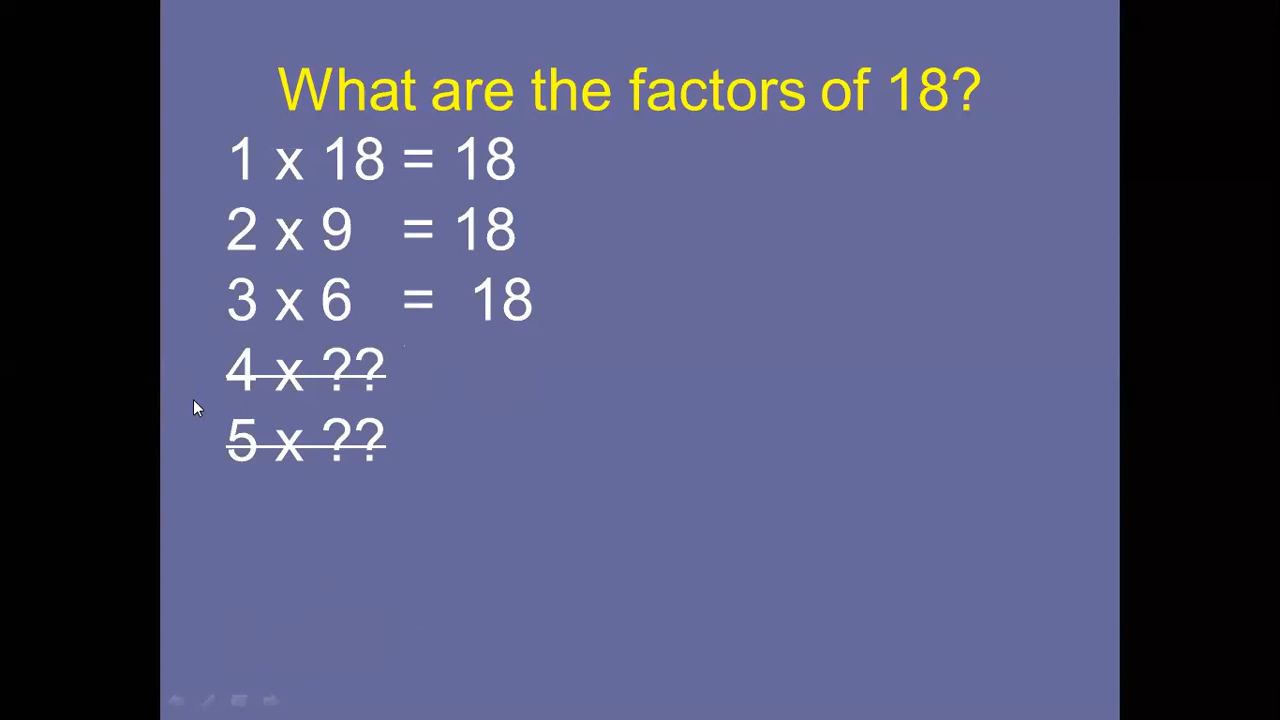 What are the factors of 18?
1 x 18 = 18
2 x 9 = 18
3 x 6 = 18
4 x ??
5 x ??